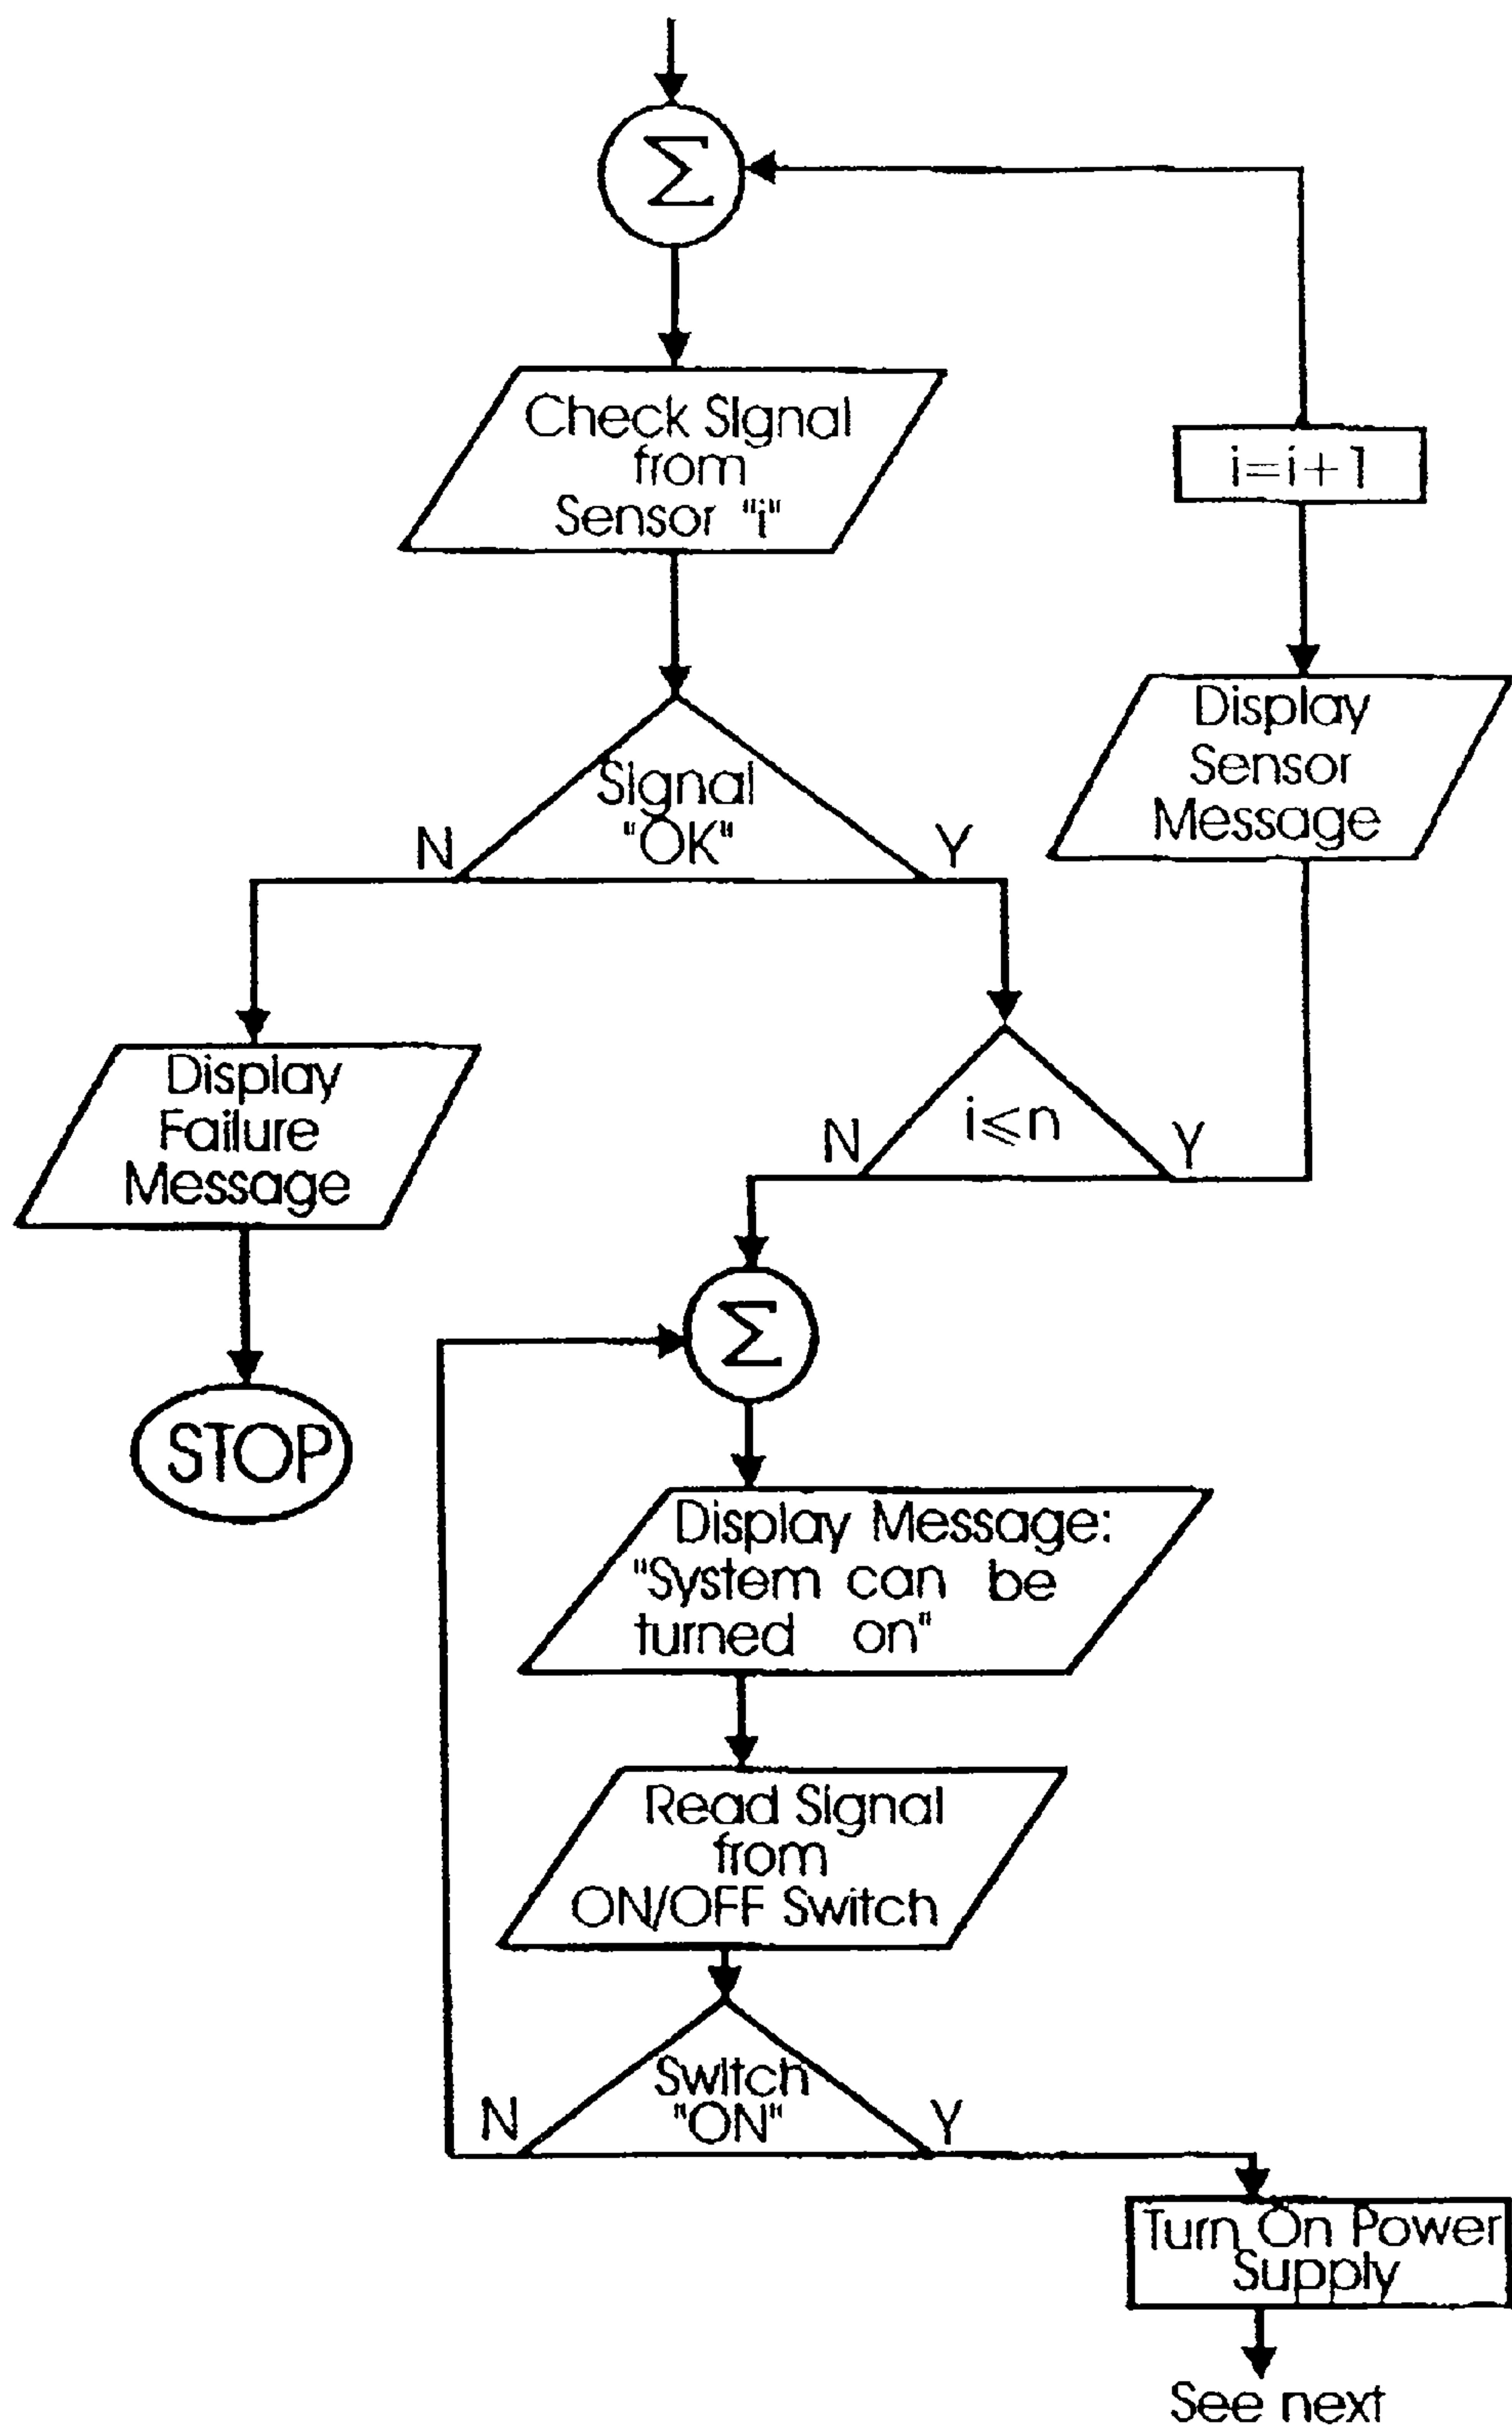 Σ
Check Signal
from
Sensor "i"
i=i+1
Display
Sensor
Message
Signal
"OK"
N
Y
Display
Failure
Message
STOP
i⩽n
N
Y
Σ
Display Message:
"System can be
turned on"
Read Signal
from
ON/OFF Switch
Switch
"ON"
N
Y
Turn On Power
Supply
See next